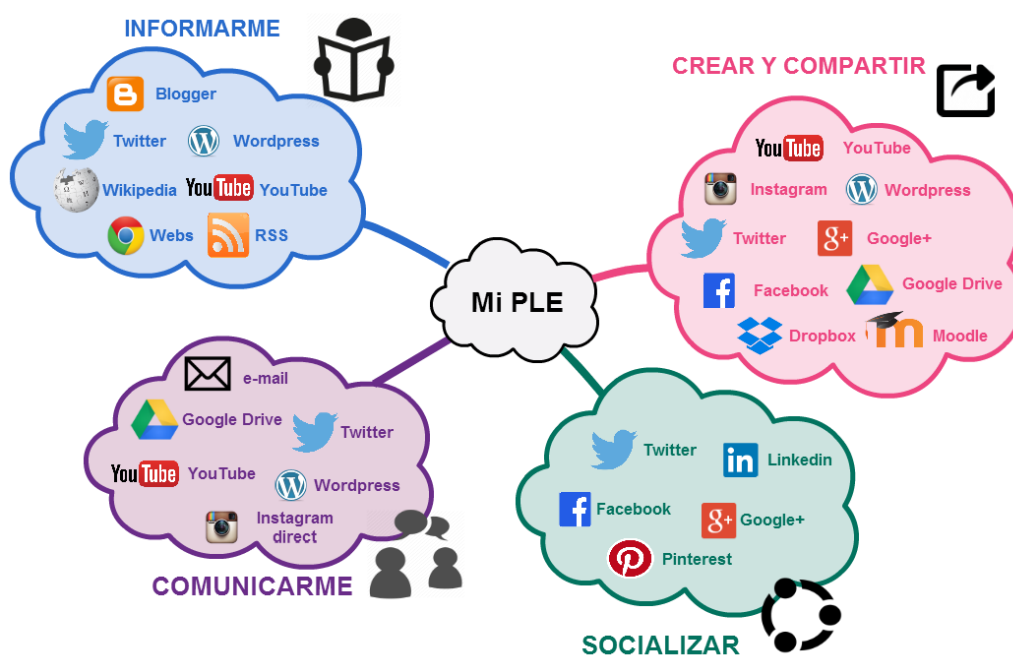 INFORMARME
Blogger
Twitter Wordpress
Wikipedia YouTube YouTube
Webs RSS
CREAR Y COMPARTIR
YouTube YouTube
Instagram Wordpress
Twitter g+ Google+
Facebook Google Drive
Dropbox Moodle
Mi PLE
e-mail
Google Drive Twitter
YouTube YouTube Wordpress
Instagram
direct
COMUNICARME
Twitter in Linkedin
Facebook g+ Google+
Pinterest
SOCIALIZAR